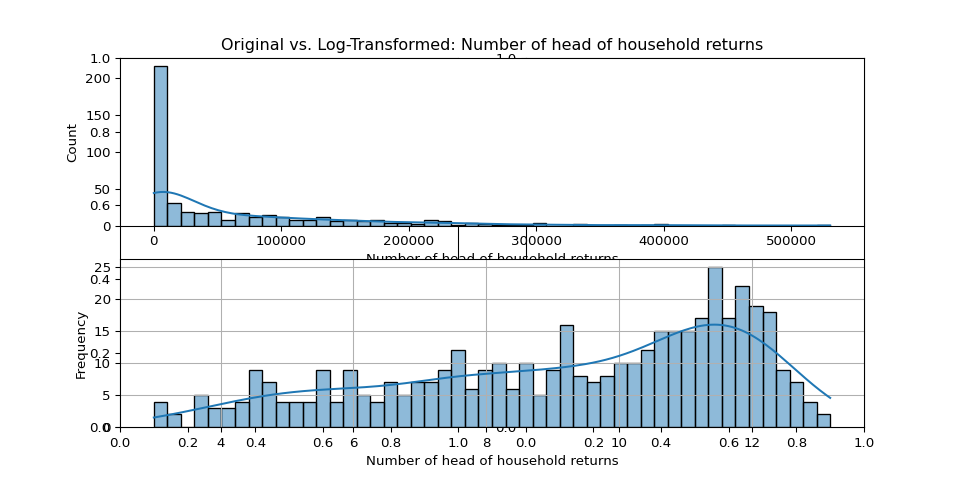 Original vs. Log-Transformed: Number of head of household returns
1.0
1.0
200
150
0.8
100
50
0.6
0
Count
0 100000 200000 300000 400000 500000
Number of head of household returns
25
0.4
20
15
0.2
10
5
0.0 0
Frequency
0.0
0.0 0.2 4 0.4 0.6 6 0.8 1.0 8 0.0 0.2 10 0.4 0.6 12 0.8 1.0
Number of head of household returns